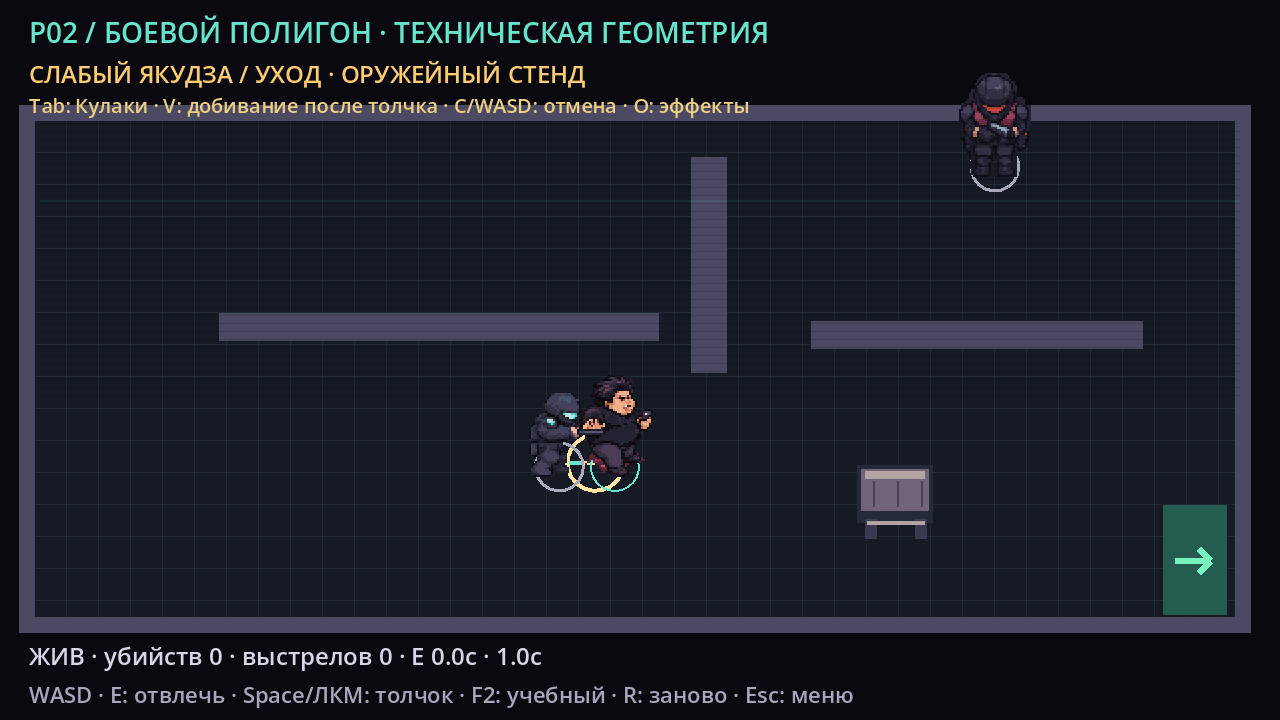 P02 / БОЕВОЙ ПОЛИГОН · ТЕХНИЧЕСКАЯ ГЕОМЕТРИЯ
СЛАБЫЙ ЯКУДЗА / УХОД · ОРУЖЕЙНЫЙ СТЕНД
Tab: Кулаки · V: добивание после толчка · C/WASD: отмена · O: эффекты
ЖИВ · убийств 0 · выстрелов 0 · E 0.0с · 1.0с
WASD · E: отвлечь · Space/ЛКМ: толчок · F2: учебный · R: заново · Esc: меню